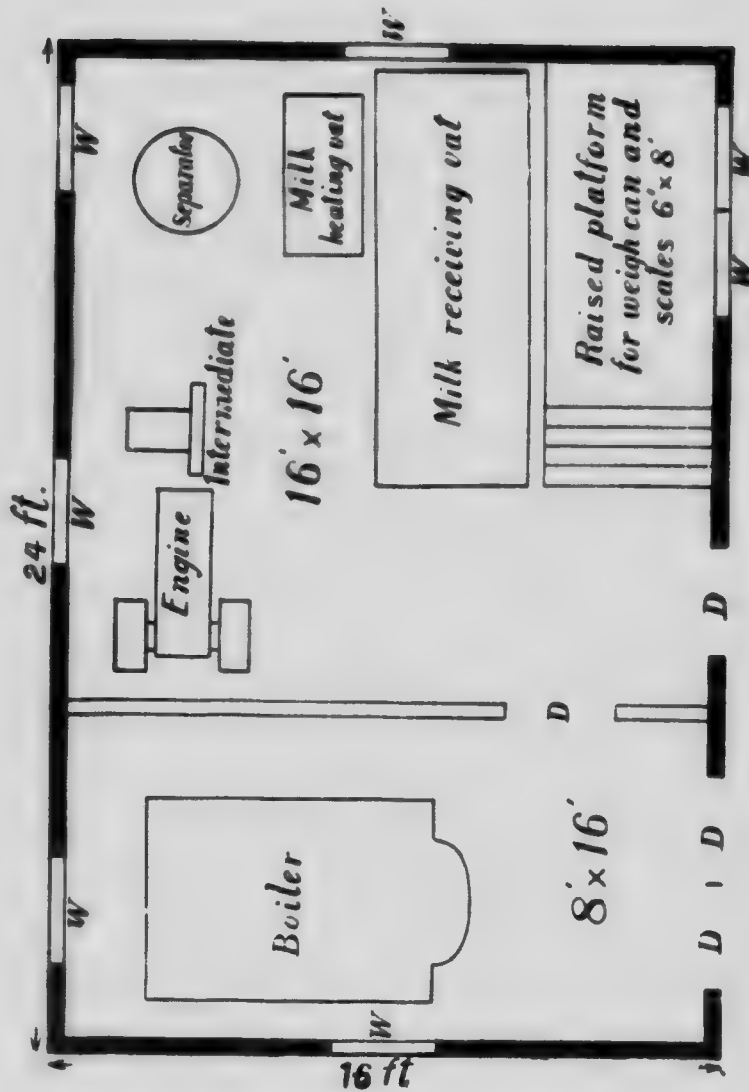 24 ft.
W
W
W
W
Separator
Milk
heating vat
Milk receiving vat
Raised platform
for weigh can and
scales 6' x 8'
W
W
Intermediate
Engine
16' x 16'
D
D
Boiler
8' x 16'
D
D
W
16 ft